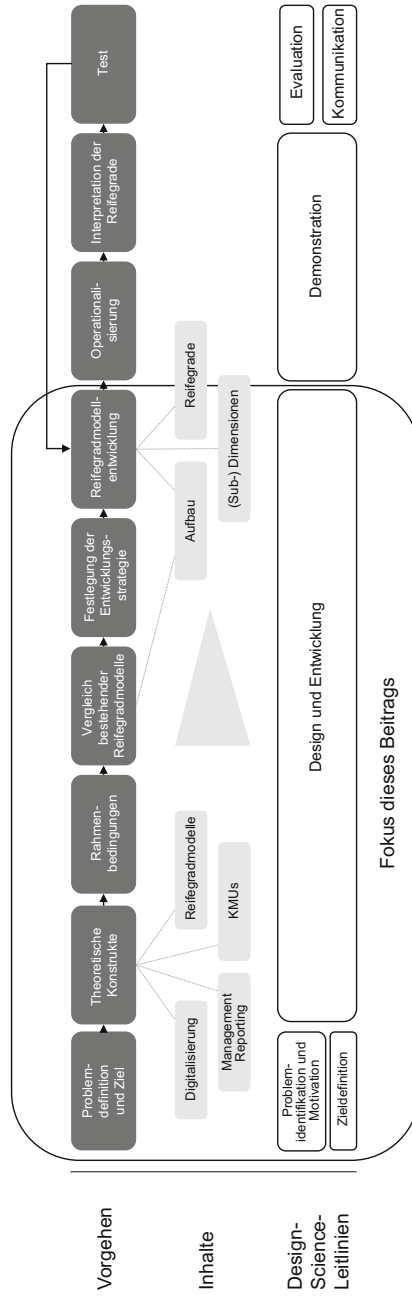 Vorgehen
Problem-
definition
und Ziel
Theoretische
Konstrukte
Rahmen-
bedingungen
Vergleich
bestehender
Reifegradmodelle
Festlegung der
Entwicklungs-
strategie
Reifegradmodell-
entwicklung
Operationali-
sierung
Interpretation der
Reifegrade
Test
Inhalte
Digitalisierung
Reifegradmodelle
Management
Reporting
KMUs
Aufbau
Reifegrade
(Sub-) Dimensionen
Design-
Science-
Leitlinien
Problem-
identifikation und
Motivation
Zieldefinition
Design und Entwicklung
Demonstration
Evaluation
Kommunikation
Fokus dieses Beitrags